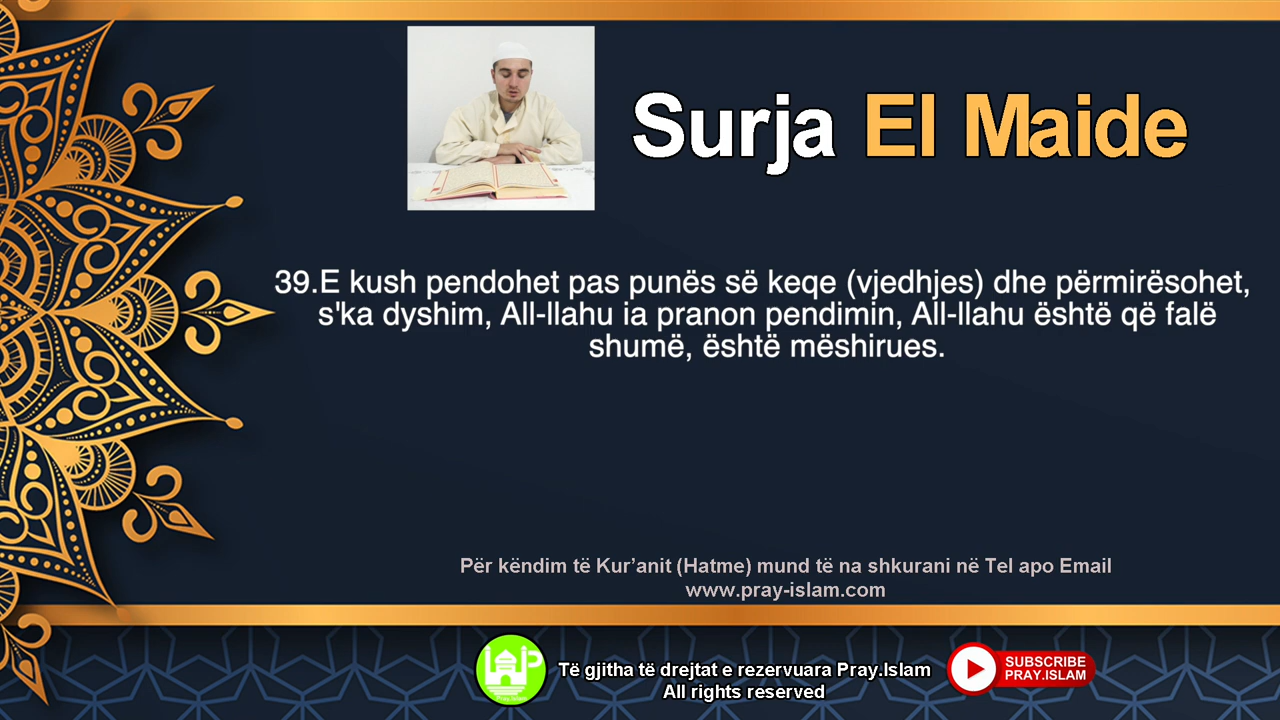 Surja El Maide
39.E kush pendohet pas punës së keqe (vjedhjes) dhe përmirësohet,
s'ka dyshim, All-llahu ia pranon pendimin, All-llahu është që falë
shumë, është mëshirues.
Për këndim të Kur’anit (Hatme) mund të na shkurani në Tel apo Email
www.pray-islam.com
Pray.Islam
Të gjitha të drejtat e rezervuara Pray.Islam
All rights reserved
SUBSCRIBE
PRAY.ISLAM